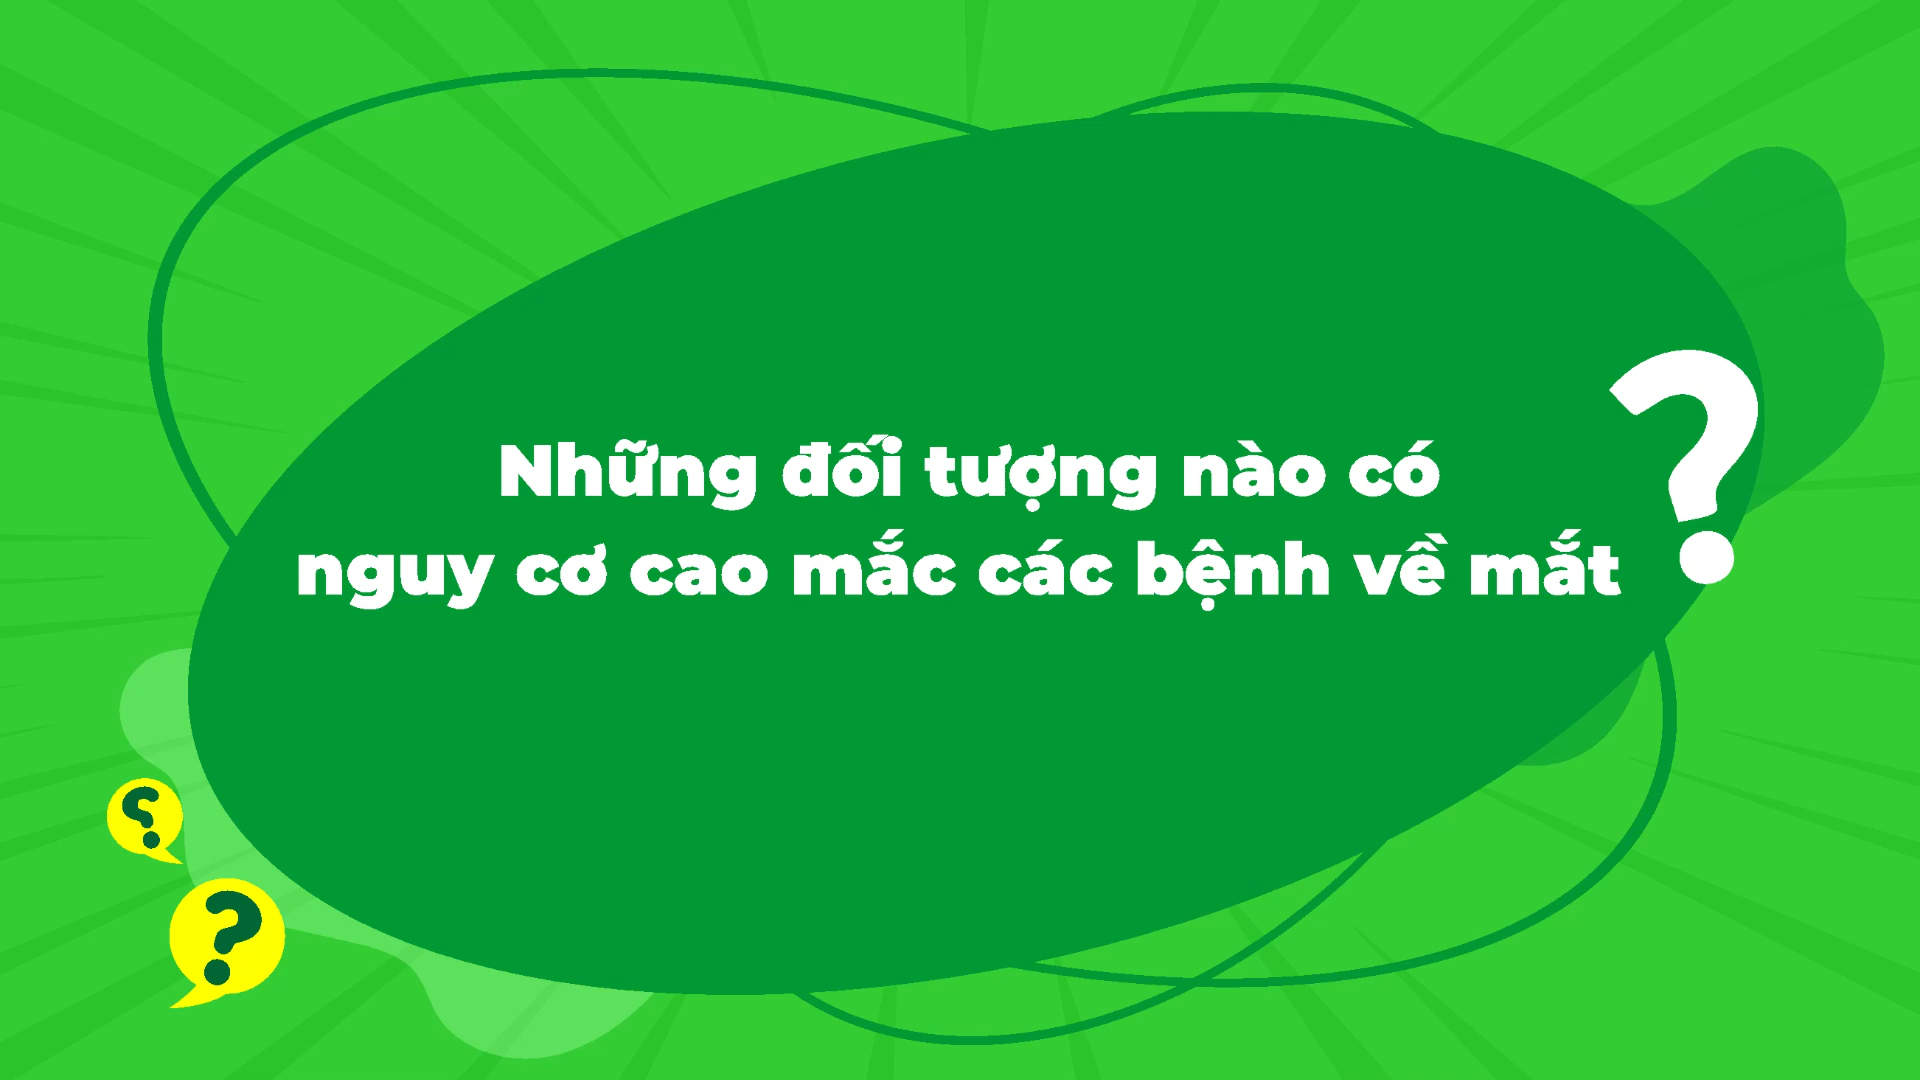 Những đối tượng nào có
nguy cơ cao mắc các bệnh về mắt ?
?
?